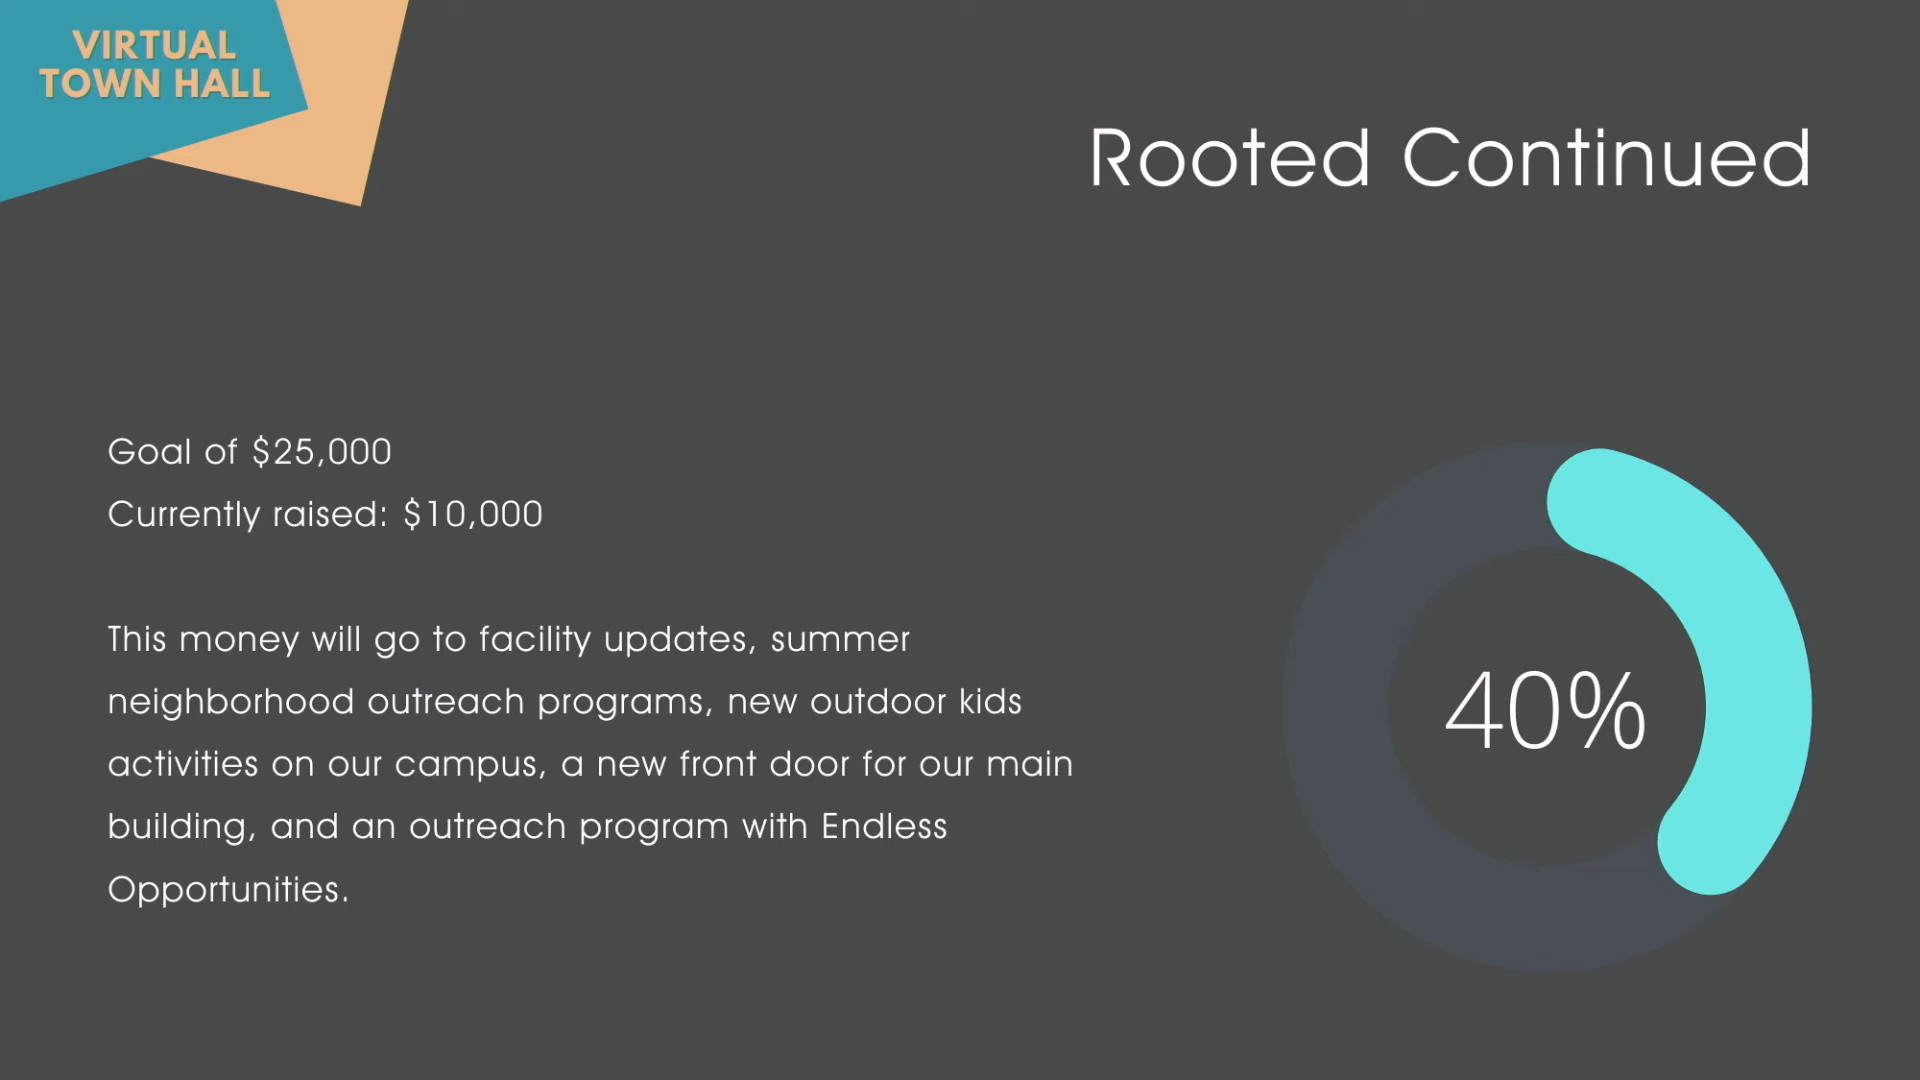 VIRTUAL
TOWN HALL
Rooted Continued
Goal of $25,000
Currently raised: $10,000
This money will go to facility updates, summer
neighborhood outreach programs, new outdoor kids
activities on our campus, a new front door for our main
building, and an outreach program with Endless
Opportunities.
40%